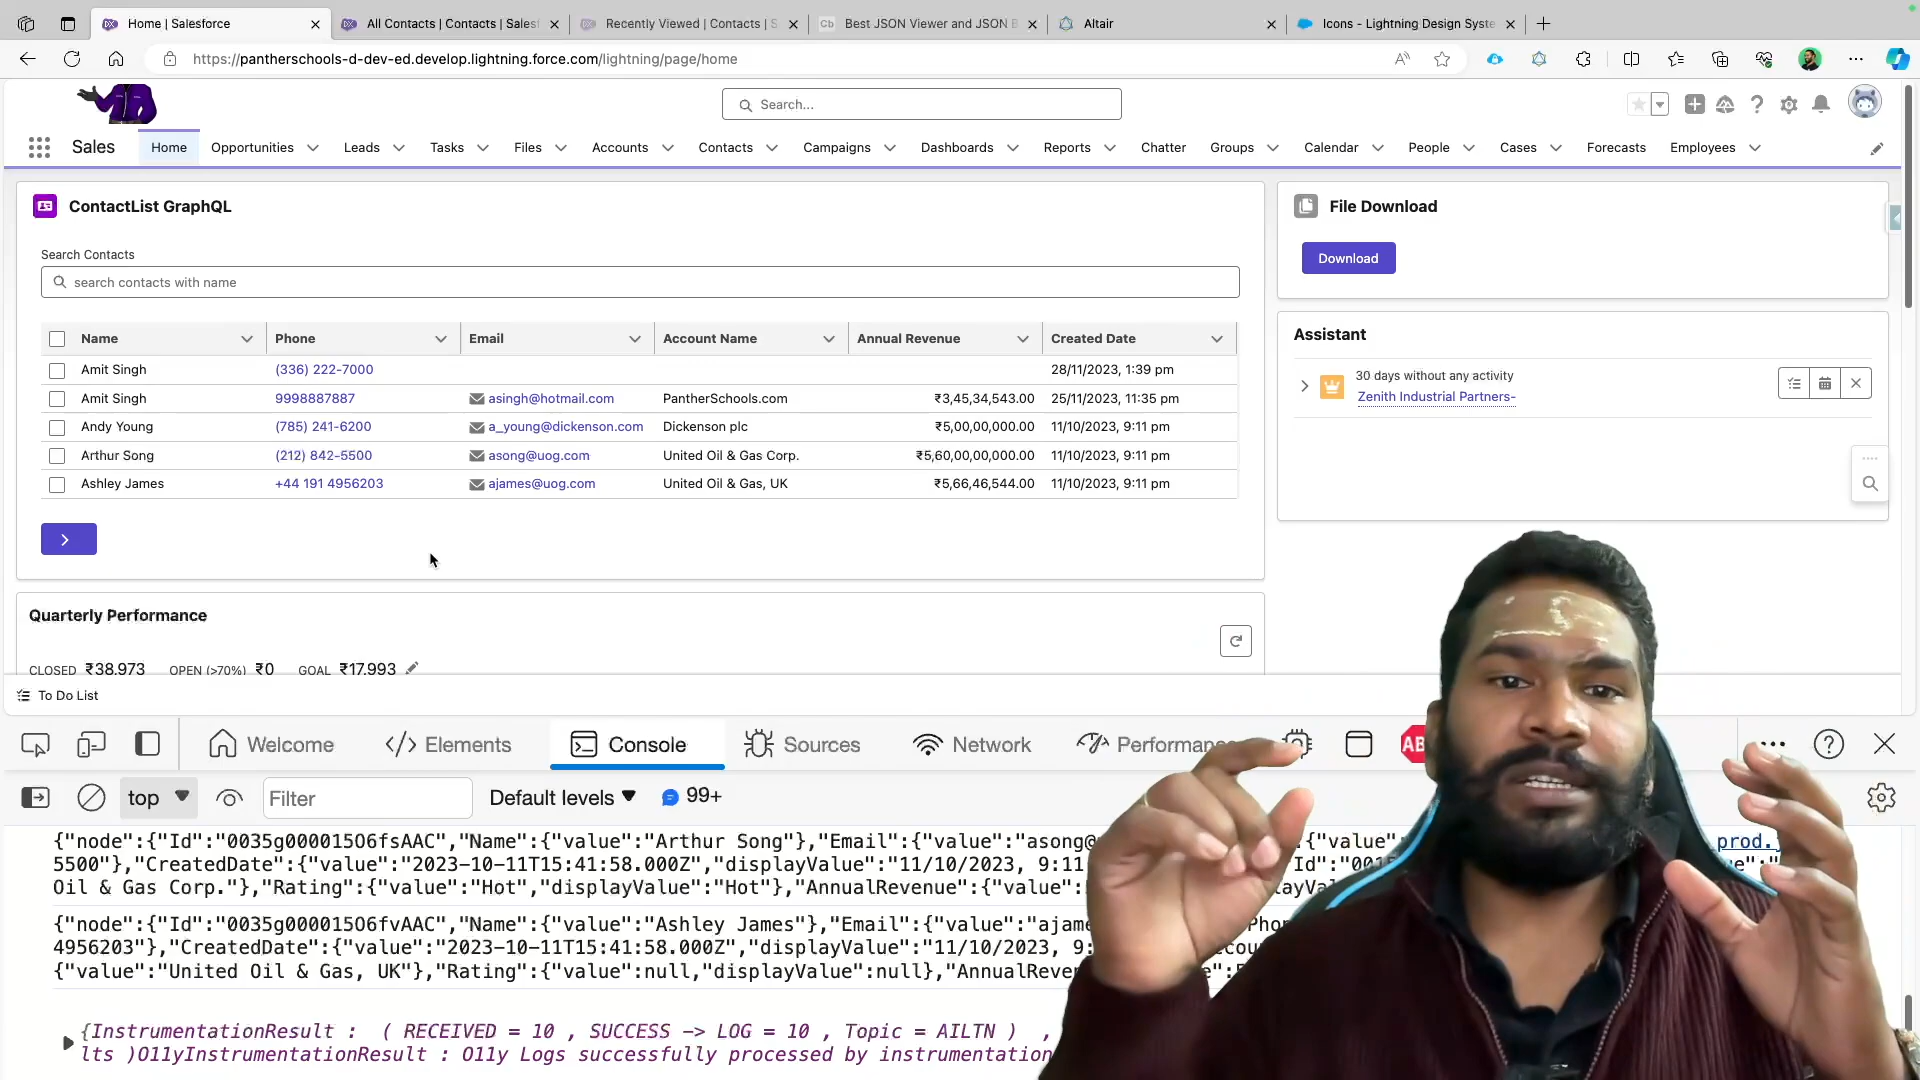 Home | Salesforce
All Contacts | Contacts | Salesf
Recently Viewed | Contacts | S
Cb
Best JSON Viewer and JSON B
Altair
Icons - Lightning Design Syste
https://pantherschools-d-dev-ed.develop.lightning.force.com/lightning/page/home
Search...
Sales
Home
Opportunities
Leads
Tasks
Files
Accounts
Contacts
Campaigns
Dashboards
Reports
Chatter
Groups
Calendar
People
Cases
Forecasts
Employees
ContactList GraphQL
Search Contacts
search contacts with name
Name Phone Email Account Name Annual Revenue Created Date
Amit Singh (336) 222-7000 28/11/2023, 1:39 pm
Amit Singh 9998887887 asingh@hotmail.com PantherSchools.com ₹3,45,34,543.00 25/11/2023, 11:35 pm
Andy Young (785) 241-6200 a_young@dickenson.com Dickenson plc ₹5,00,00,000.00 11/10/2023, 9:11 pm
Arthur Song (212) 842-5500 asong@uog.com United Oil & Gas Corp. ₹5,60,00,00,000.00 11/10/2023, 9:11 pm
Ashley James +44 191 4956203 ajames@uog.com United Oil & Gas, UK ₹5,66,46,544.00 11/10/2023, 9:11 pm
File Download
Download
Assistant
30 days without any activity
Zenith Industrial Partners-
Quarterly Performance
CLOSED ₹38,973 OPEN (>70%) ₹0 GOAL ₹17,993
To Do List
Welcome
Elements
Console
Sources
Network
Performance
AB
top
Filter
Default levels
99+
{"node":{"Id":"0035g000015O6fsAAC","Name":{"value":"Arthur Song"},"Email":{"value":"asong@ {"value" prod.
5500"},"CreatedDate":{"value":"2023-10-11T15:41:58.000Z","displayValue":"11/10/2023, 9:11 Id":"001
Oil & Gas Corp."},"Rating":{"value":"Hot","displayValue":"Hot"},"AnnualRevenue":{"value":
{"node":{"Id":"0035g000015O6fvAAC","Name":{"value":"Ashley James"},"Email":{"value":"ajame
4956203"},"CreatedDate":{"value":"2023-10-11T15:41:58.000Z","displayValue":"11/10/2023, 9:
{"value":"United Oil & Gas, UK"},"Rating":{"value":null,"displayValue":null},"AnnualReven
{InstrumentationResult : ( RECEIVED = 10 , SUCCESS -> LOG = 10 , Topic = AILTN ) ,
lts )O11yInstrumentationResult : O11y Logs successfully processed by instrumentation